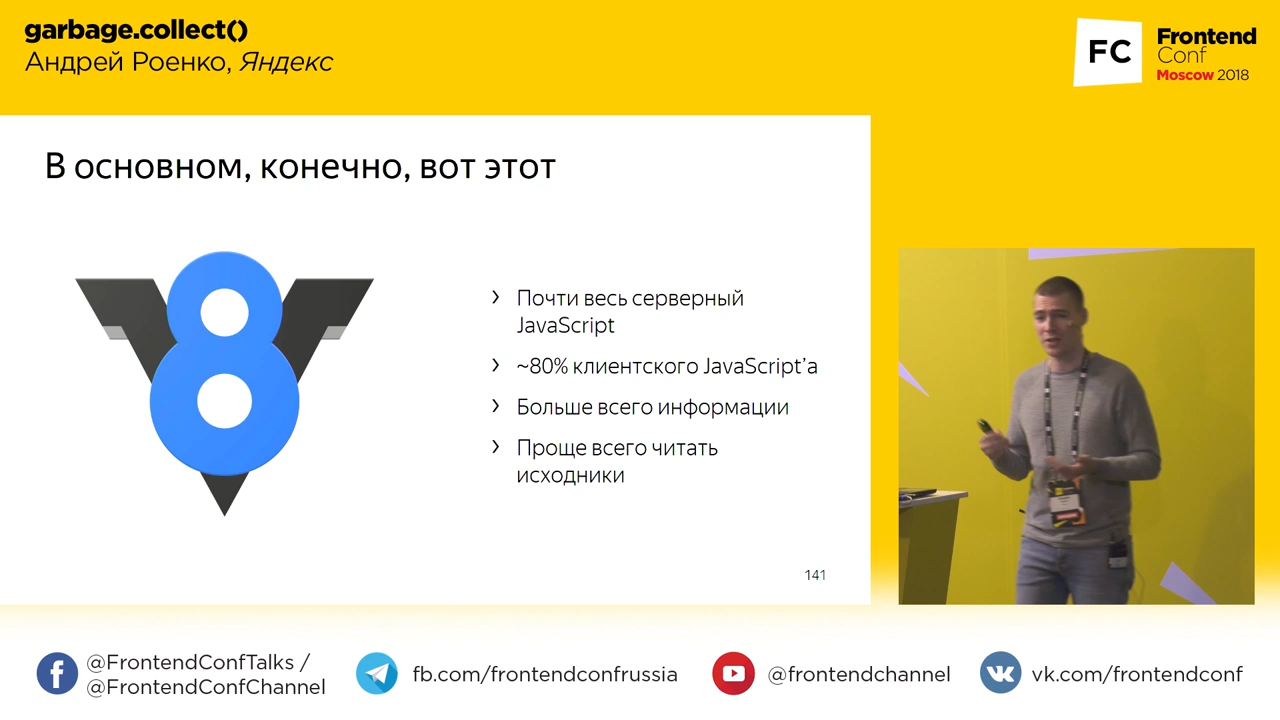 garbage.collect()
Андрей Роенко, Яндекс
FC
Frontend
Conf
Moscow 2018
В основном, конечно, вот этот
8
Почти весь серверный
JavaScript
~80% клиентского JavaScript’а
Больше всего информации
Проще всего читать
исходники
141
@FrontendConfTalks /
@FrontendConfChannel
fb.com/frontendconfrussia
@frontendchannel
vk.com/frontendconf